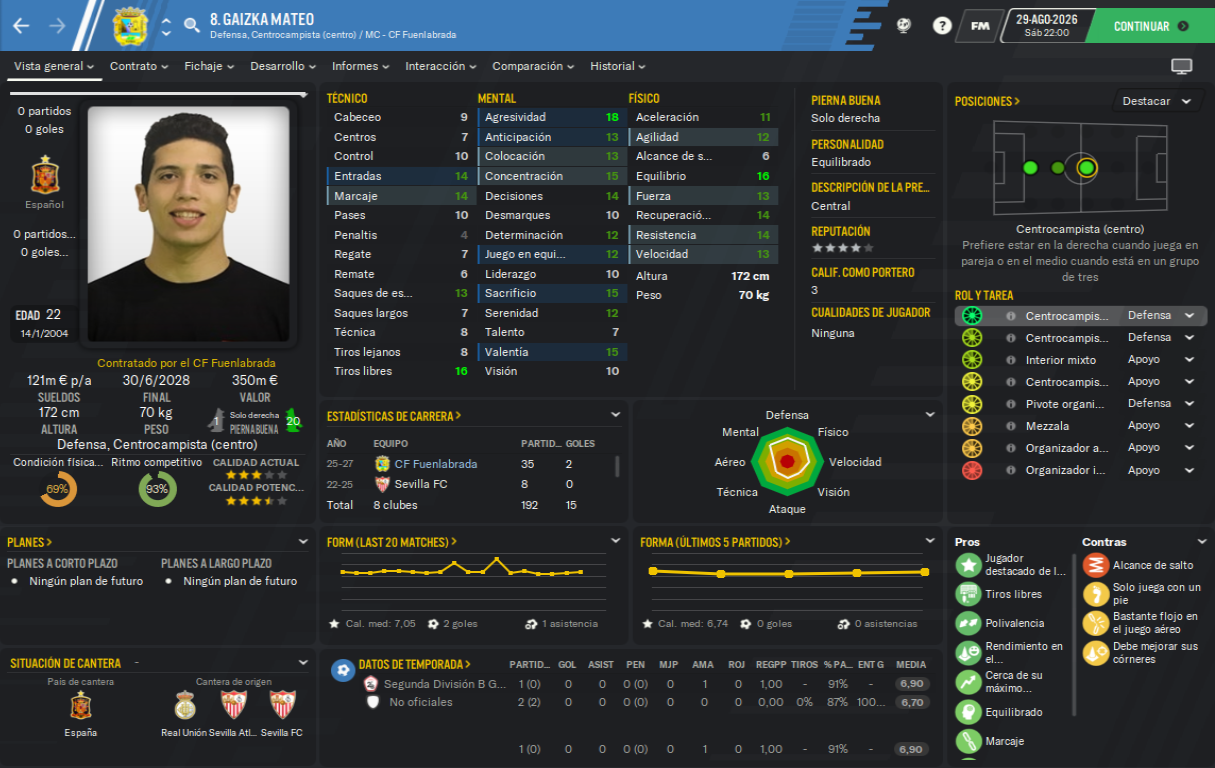 8. GAIZKA MATEO
Defensa, Centrocampista (centro) / MC - CF Fuenlabrada
?
FM
29-AGO-2026
Sáb 22:00
CONTINUAR
Vista general
Contrato
Fichaje
Desarrollo
Informes
Interacción
Comparación
Historial
0 partidos
0 goles
Español
0 partidos...
0 goles...
EDAD 22
14/1/2004
Contratado por el CF Fuenlabrada
121m € p/a 30/6/2028 350m €
SUELDOS FINAL VALOR
172 cm 70 kg 1 Solo derecha 20
ALTURA PESO PIERNA BUENA
Defensa, Centrocampista (centro)
Condición física... Ritmo competitivo CALIDAD ACTUAL
69% 93% CALIDAD POTENC...
TÉCNICO
Cabeceo 9
Centros 7
Control 10
Entradas 14
Marcaje 14
Pases 10
Penaltis 4
Regate 7
Remate 6
Saques de es... 13
Saques largos 7
Técnica 8
Tiros lejanos 8
Tiros libres 16
MENTAL
Agresividad 18
Anticipación 13
Colocación 13
Concentración 15
Decisiones 14
Desmarques 10
Determinación 12
Juego en equi... 12
Liderazgo 10
Sacrificio 15
Serenidad 12
Talento 7
Valentía 15
Visión 10
FÍSICO
Aceleración 11
Agilidad 12
Alcance de s... 6
Equilibrio 16
Fuerza 13
Recuperació... 14
Resistencia 14
Velocidad 13
Altura 172 cm
Peso 70 kg
PIERNA BUENA
Solo derecha
PERSONALIDAD
Equilibrado
DESCRIPCIÓN DE LA PRE...
Central
REPUTACIÓN
CALIF. COMO PORTERO
3
CUALIDADES DE JUGADOR
Ninguna
POSICIONES >
Destacar
Centrocampista (centro)
Prefiere estar en la derecha cuando juega en
pareja o en el medio cuando está en un grupo
de tres
ROL Y TAREA
Centrocampis... Defensa
Centrocampis... Defensa
Interior mixto Apoyo
Centrocampis... Apoyo
Pivote organi... Defensa
Mezzala Apoyo
Organizador a... Apoyo
Organizador i... Apoyo
ESTADÍSTICAS DE CARRERA >
AÑO EQUIPO PARTID... GOLES
25-27 CF Fuenlabrada 35 2
22-25 Sevilla FC 8 0
Total 8 clubes 192 15
Defensa
Mental Físico
Aéreo Velocidad
Técnica Visión
Ataque
PLANES >
PLANES A CORTO PLAZO PLANES A LARGO PLAZO
Ningún plan de futuro Ningún plan de futuro
FORM (LAST 20 MATCHES) >
Cal. med: 7,05 2 goles 1 asistencia
FORMA (ÚLTIMOS 5 PARTIDOS) >
Cal. med: 6,74 0 goles 0 asistencias
Pros
Jugador
destacado de l...
Tiros libres
Polivalencia
Rendimiento en
el...
Cerca de su
máximo...
Equilibrado
Marcaje
Contras
Alcance de salto
Solo juega con un
pie
Bastante flojo en
el juego aéreo
Debe mejorar sus
córneres
SITUACIÓN DE CANTERA -
País de cantera Cantera de origen
España Real Unión Sevilla Atl... Sevilla FC
DATOS DE TEMPORADA > PARTID... GOL ASIST PEN MJP AMA ROJ REGPP TIROS % PA... ENT G MEDIA
Segunda División B G... 1 (0) 0 0 0 (0) 0 1 0 1,00 - 91% - 6,90
No oficiales 2 (2) 0 0 0 (0) 0 0 0 0,00 0% 87% 100... 6,70
1 (0) 0 0 0 (0) 0 1 0 1,00 - 91% - 6,90